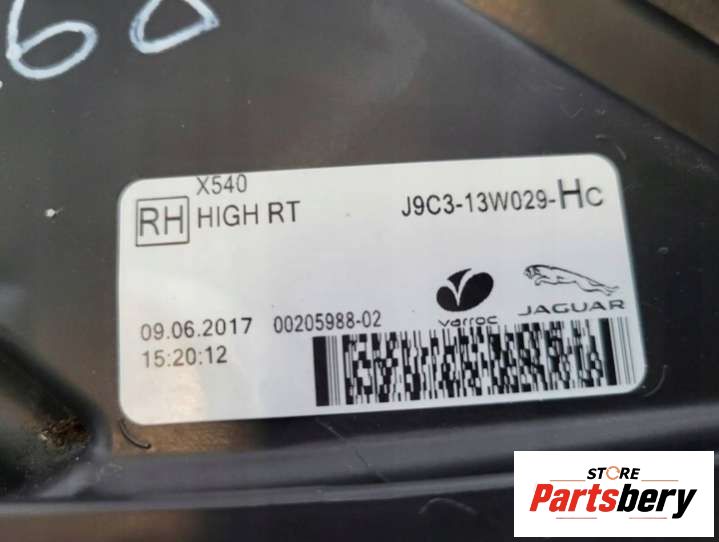 60
X540
RH HIGH RT J9C3-13W029-HC
varroc
JAGUAR
09.06.2017 00205988-02
15:20:12
STORE
Partsbery